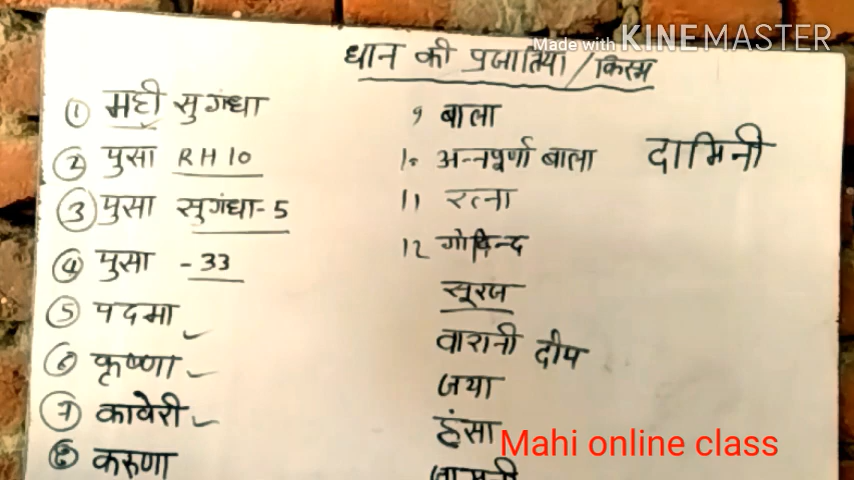 Made with KINEMASTER
धान की प्रजातिया / किस्म
① मही सुगंधा
② पुसा RH 10
③ पुसा सुगंधा-5
④ पुसा -33
⑤ पदमा
⑥ कृष्णा
⑦ कावेरी
⑧ करुणा
9 बाला
10 अन्नपूर्णा बाला
11 रत्ना
12 गोविन्द
सूरज
वारानी दीप
जया
हंसा
दामिनी
Mahi online class